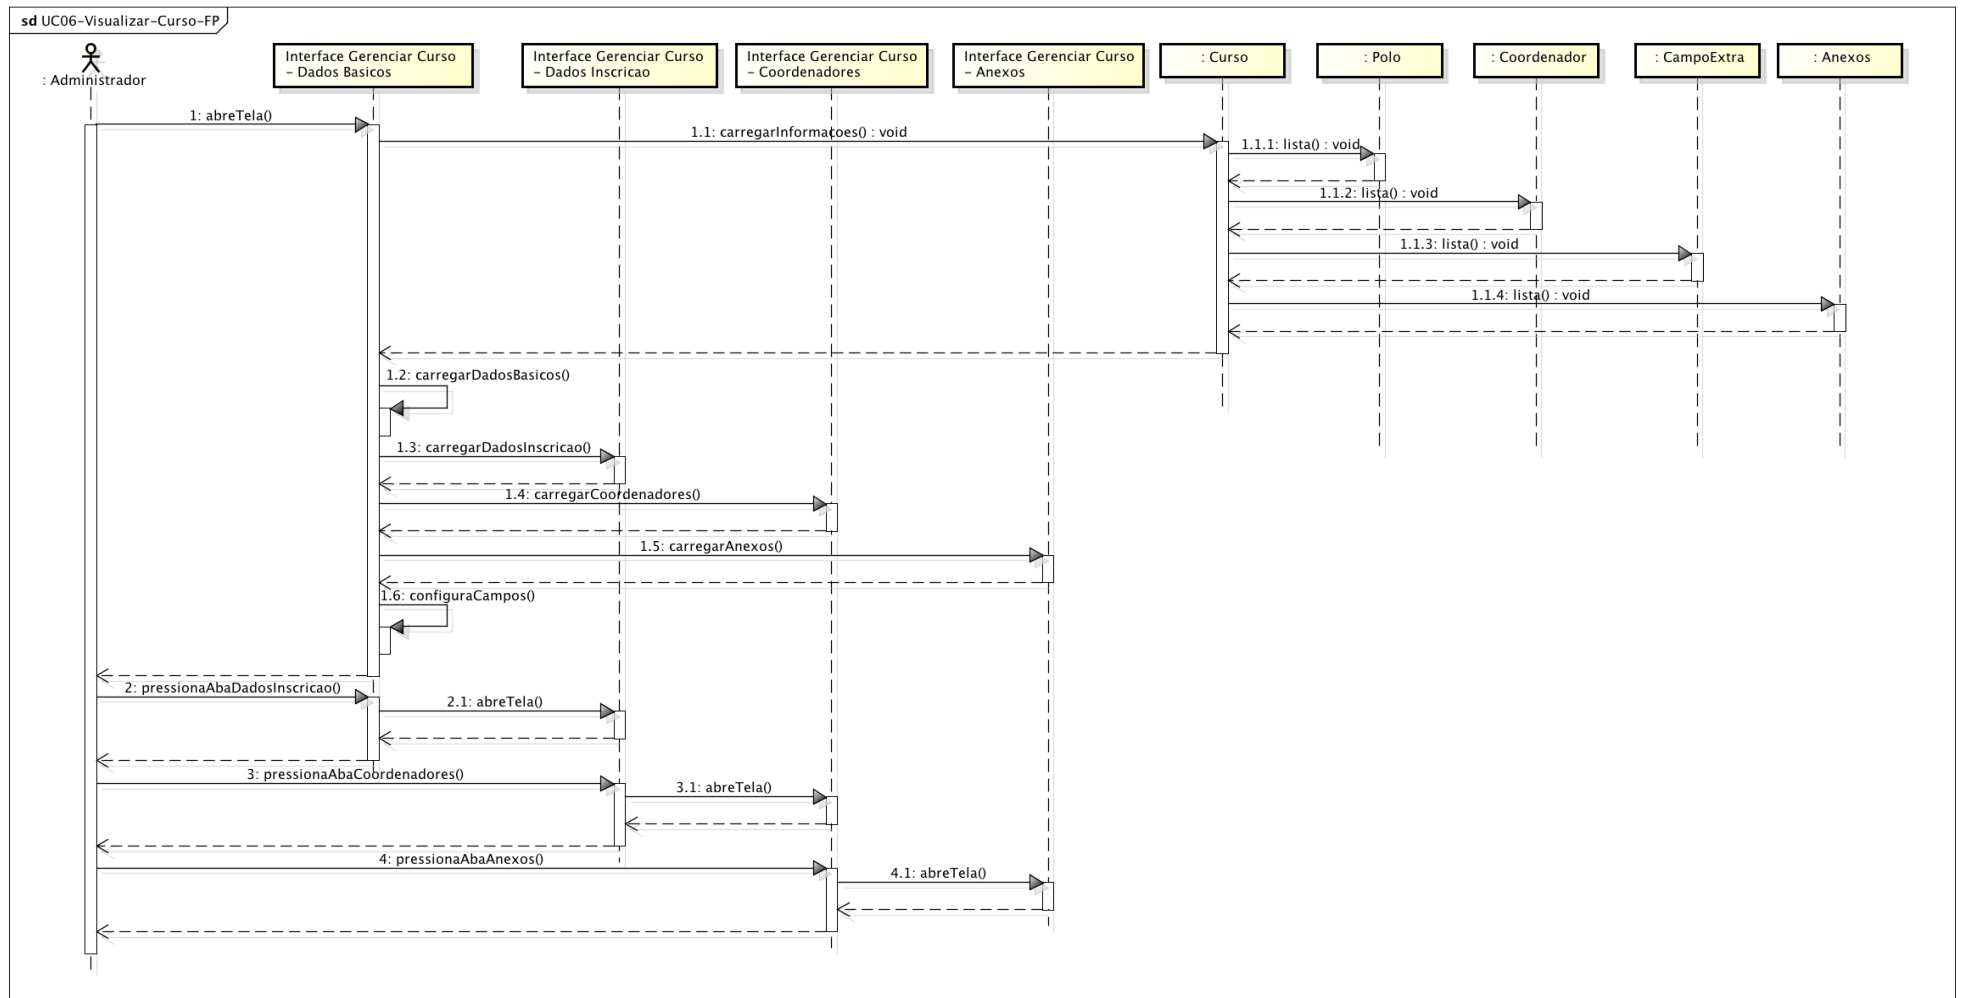 sd UC06-Visualizar-Curso-FP
: Administrador
Interface Gerenciar Curso
- Dados Basicos
Interface Gerenciar Curso
- Dados Inscricao
Interface Gerenciar Curso
- Coordenadores
Interface Gerenciar Curso
- Anexos
: Curso
: Polo
: Coordenador
: CampoExtra
: Anexos
1: abreTela()
1.1: carregarInformacoes() : void
1.1.1: lista() : void
1.1.2: lista() : void
1.1.3: lista() : void
1.1.4: lista() : void
1.2: carregarDadosBasicos()
1.3: carregarDadosInscricao()
1.4: carregarCoordenadores()
1.5: carregarAnexos()
1.6: configuraCampos()
2: pressionaAbaDadosInscricao()
2.1: abreTela()
3: pressionaAbaCoordenadores()
3.1: abreTela()
4: pressionaAbaAnexos()
4.1: abreTela()